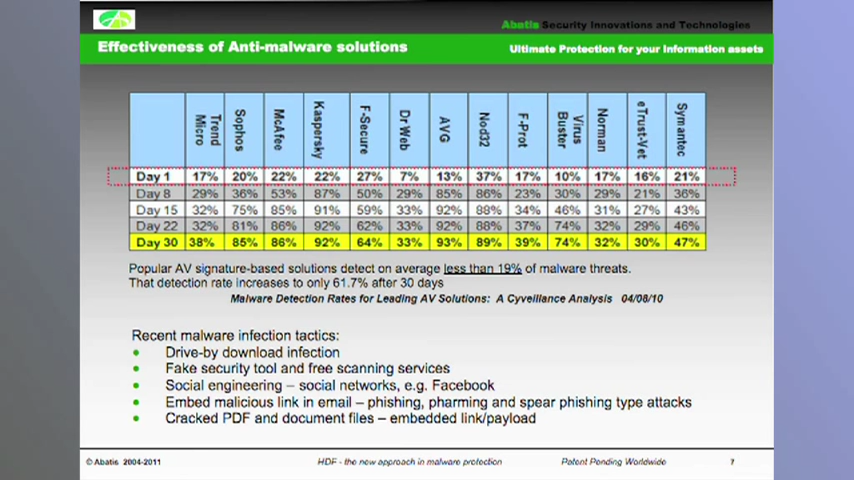 Abatis Security Innovations and Technologies
Effectiveness of Anti-malware solutions
Ultimate Protection for your Information assets
Trend Micro Sophos McAfee Kaspersky F-Secure Dr.Web AVG Nod32 F-Prot Virus Buster Norman eTrust-Vet Symantec
Day 1 17% 20% 22% 22% 27% 7% 13% 37% 17% 10% 17% 16% 21%
Day 8 29% 36% 53% 87% 50% 29% 85% 86% 23% 30% 29% 21% 36%
Day 15 32% 75% 85% 91% 59% 33% 92% 88% 34% 46% 31% 27% 43%
Day 22 32% 81% 86% 92% 62% 33% 92% 88% 37% 74% 32% 29% 46%
Day 30 38% 85% 86% 92% 64% 33% 93% 89% 39% 74% 32% 30% 47%
Popular AV signature-based solutions detect on average less than 19% of malware threats.
That detection rate increases to only 61.7% after 30 days
Malware Detection Rates for Leading AV Solutions: A Cyveillance Analysis 04/08/10
Recent malware infection tactics:
• Drive-by download infection
• Fake security tool and free scanning services
• Social engineering – social networks, e.g. Facebook
• Embed malicious link in email – phishing, pharming and spear phishing type attacks
• Cracked PDF and document files – embedded link/payload
© Abatis 2004-2011
HDF - the new approach in malware protection
Patent Pending Worldwide
7